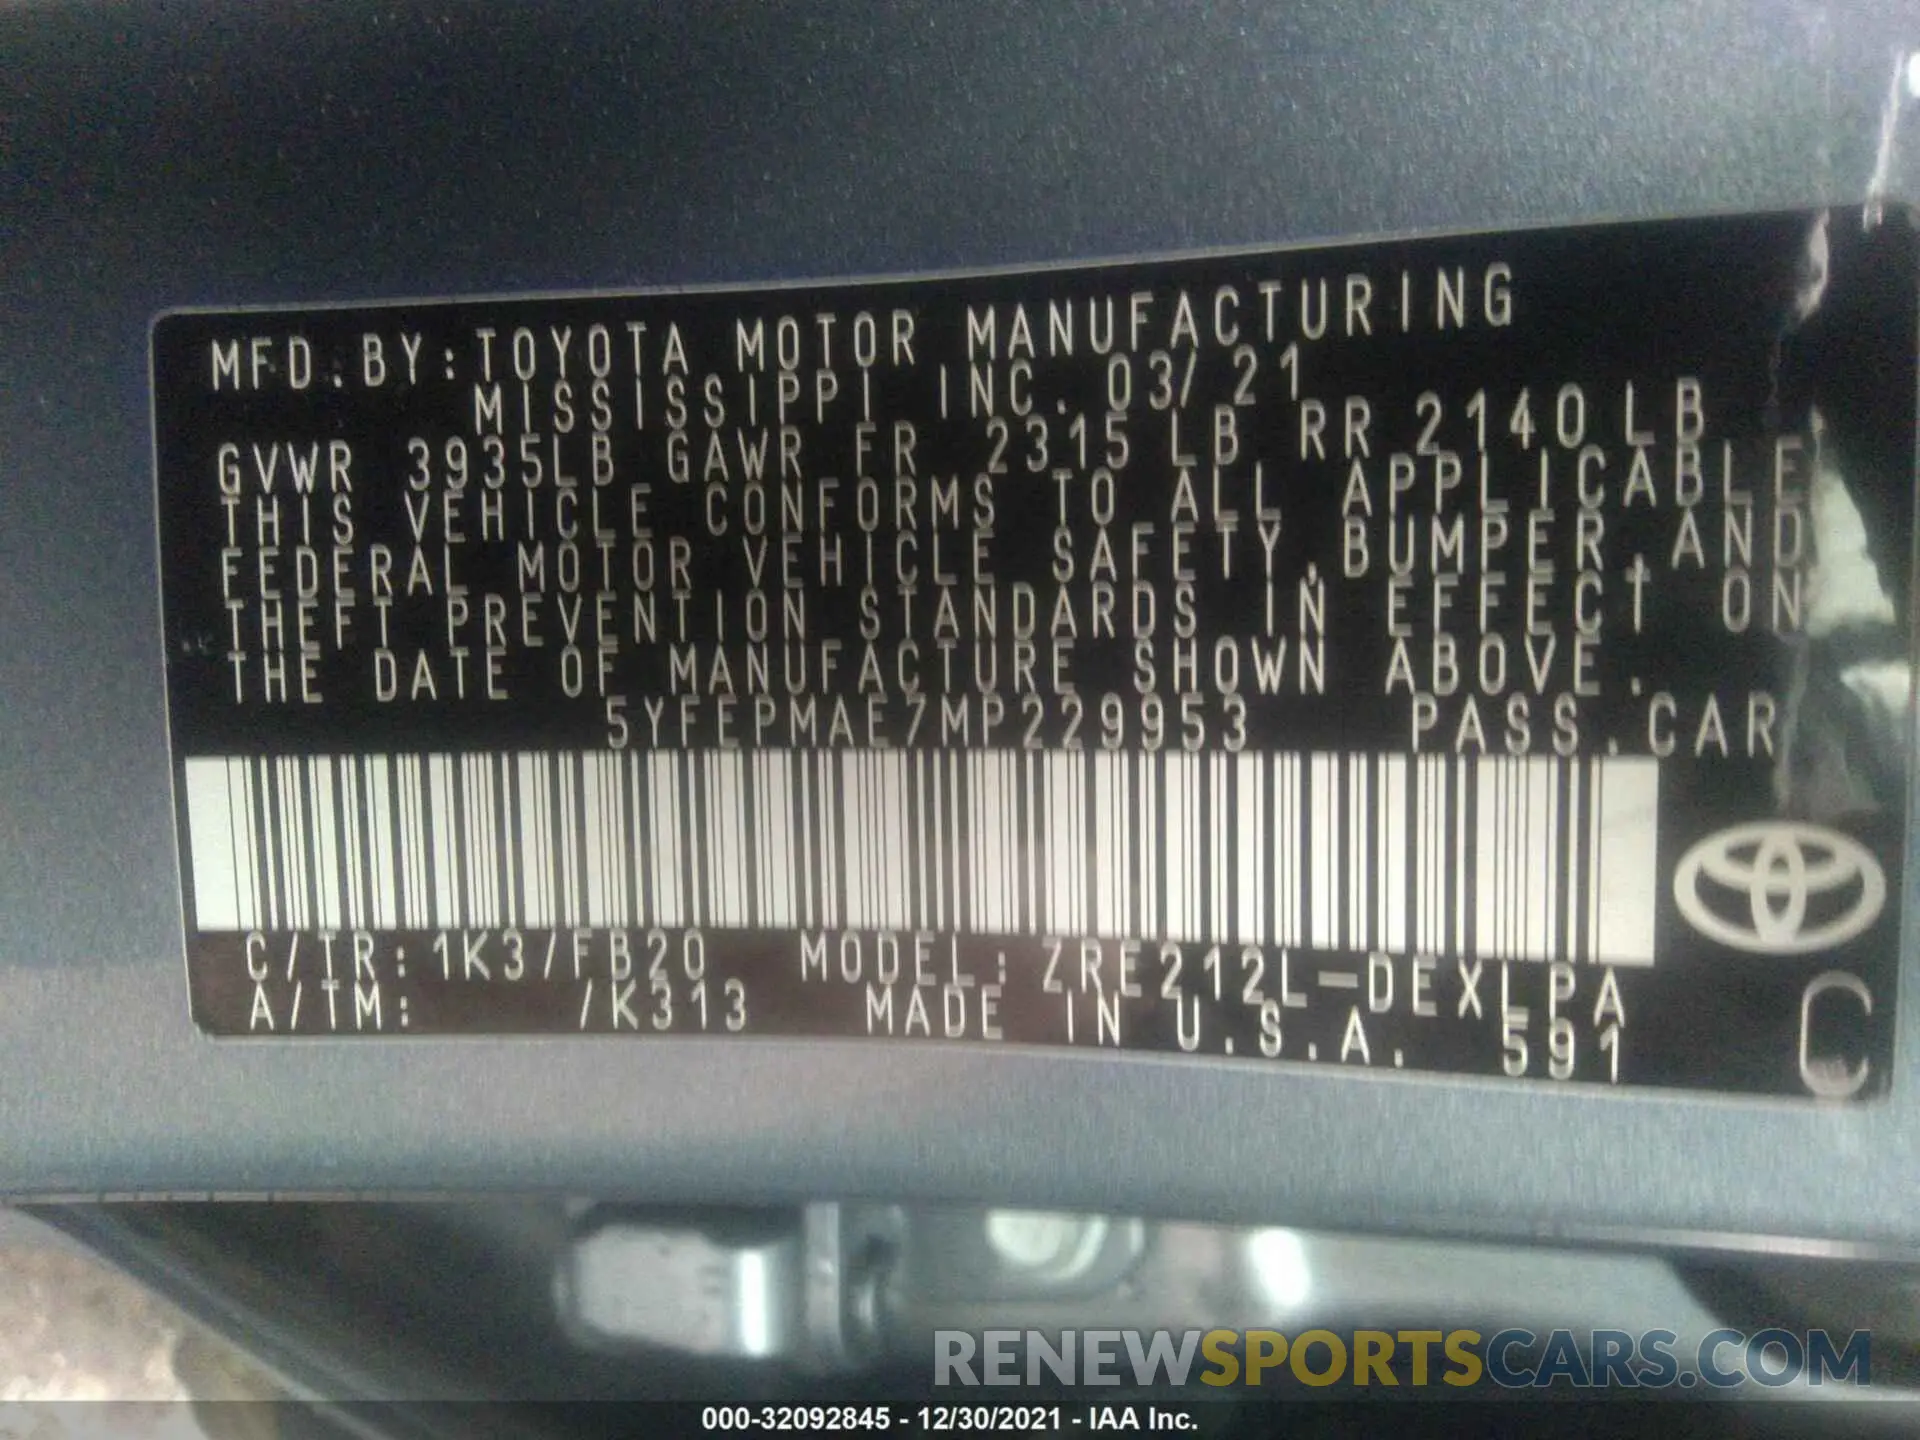 MFD.BY:TOYOTA MOTOR MANUFACTURING
MISSISSIPPI INC. 03/21
GVWR 3935LB GAWR FR 2315LB RR 2140LB
THIS VEHICLE CONFORMS TO ALL APPLICABLE
FEDERAL MOTOR VEHICLE SAFETY,BUMPER,AND
THEFT PREVENTION STANDARDS IN EFFECT ON
THE DATE OF MANUFACTURE SHOWN ABOVE.
5YFEPMAE7MP229953 PASS.CAR
C/TR:1K3/FB20 MODEL:ZRE212L-DEXLPA
A/TM: /K313 MADE IN U.S.A. 591
C
RENEWSPORTSCARS.COM
000-32092845 - 12/30/2021 - IAA Inc.